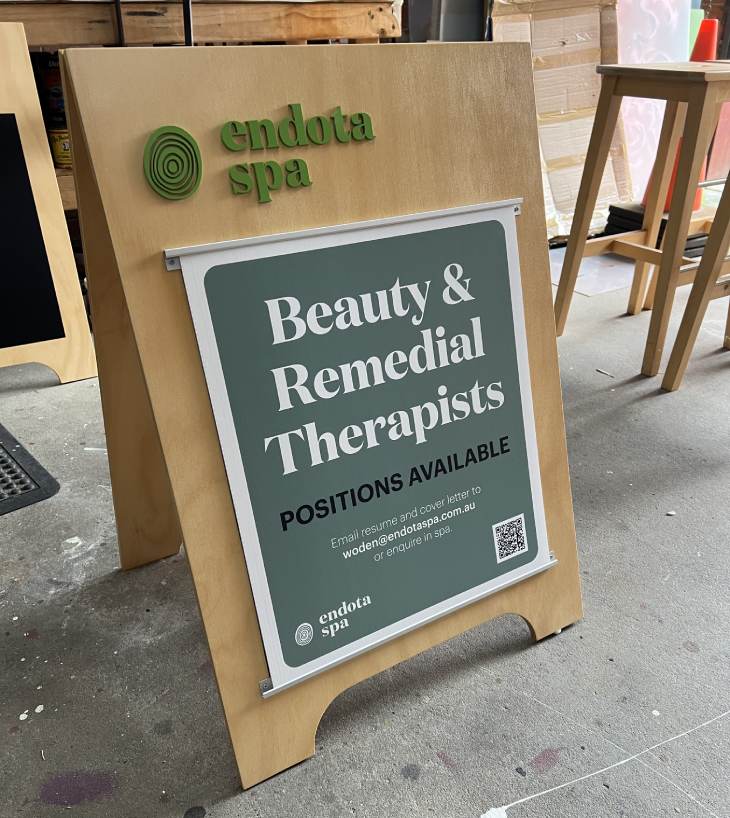 endota
spa
Beauty &
Remedial
Therapists
POSITIONS AVAILABLE
Email resume and cover letter to
woden@endotaspa.com.au
or enquire in spa.
endota
spa